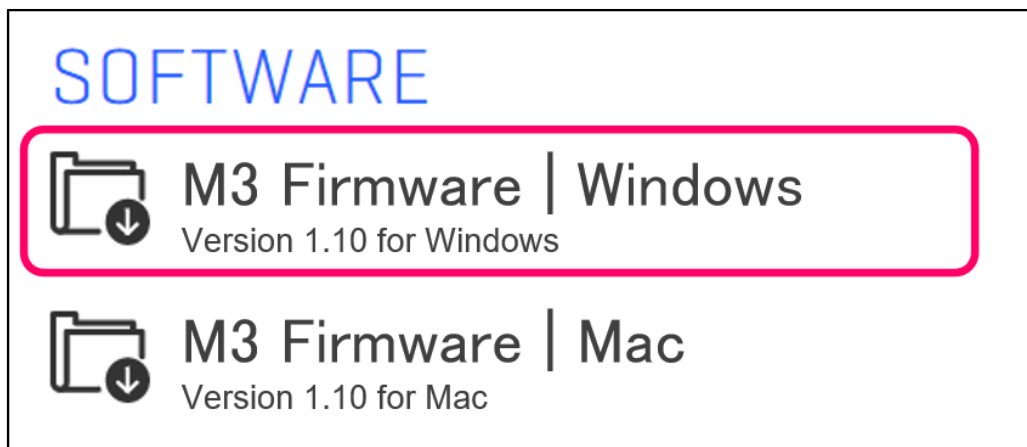 SOFTWARE
M3 Firmware | Windows
Version 1.10 for Windows
M3 Firmware | Mac
Version 1.10 for Mac